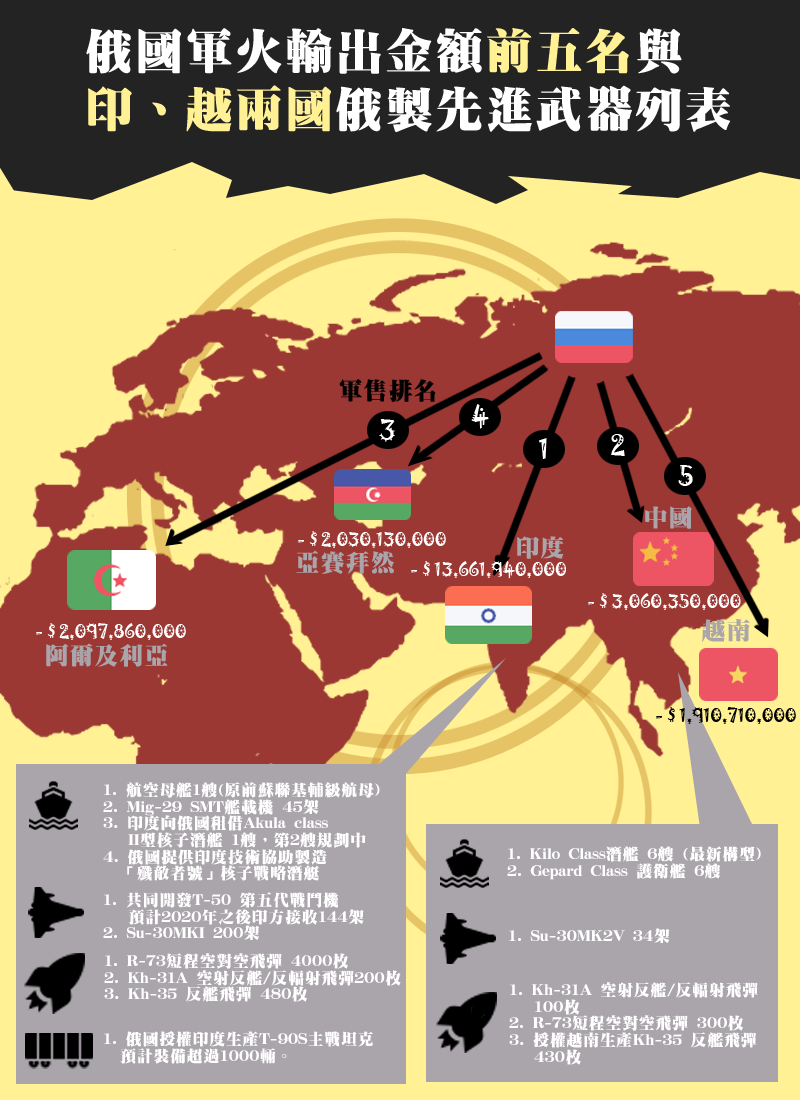 俄國軍火輸出金額前五名與
印、越兩國俄製先進武器列表
軍售排名
3
4
1
2
5
中國
印度
-$2,030,130,000
亞賽拜然
-$13,661,940,000
-$3,060,350,000
-$2,097,860,000
阿爾及利亞
越南
-$1,910,710,000
1. 航空母艦1艘(原前蘇聯基輔級航母)
2. Mig-29 SMT艦載機 45架
3. 印度向俄國租借Akula class
II型核子潛艦 1艘,第2艘規劃中
4. 俄國提供印度技術協助製造
「殲敵者號」核子戰略潛艇
1. 共同開發T-50 第五代戰鬥機
預計2020年之後印方接收144架
2. Su-30MKI 200架
1. R-73短程空對空飛彈 4000枚
2. Kh-31A 空射反艦/反輻射飛彈200枚
3. Kh-35 反艦飛彈 480枚
1. 俄國授權印度生產T-90S主戰坦克
預計裝備超過1000輛。
1. Kilo Class潛艦 6艘 (最新構型)
2. Gepard Class 護衛艦 6艘
1. Su-30MK2V 34架
1. Kh-31A 空射反艦/反輻射飛彈
100枚
2. R-73短程空對空飛彈 300枚
3. 授權越南生產Kh-35 反艦飛彈
430枚